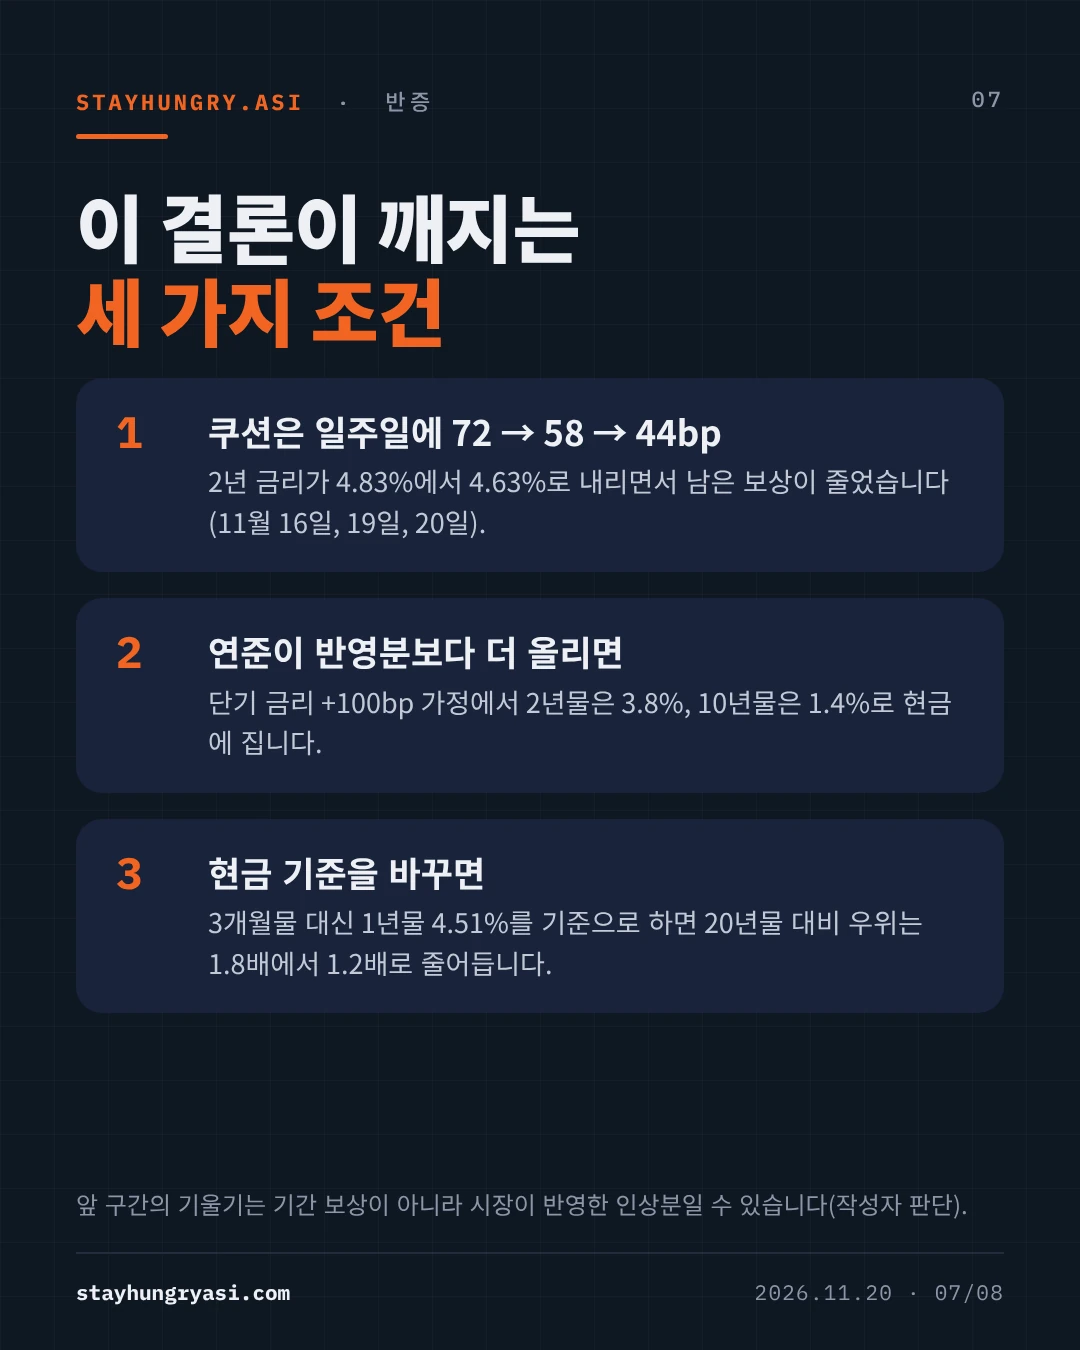 STAYHUNGRY.ASI · 반증
07
이 결론이 깨지는
세 가지 조건
1
쿠션은 일주일에 72 → 58 → 44bp
2년 금리가 4.83%에서 4.63%로 내리면서 남은 보상이 줄었습니다
(11월 16일, 19일, 20일).
2
연준이 반영분보다 더 올리면
단기 금리 +100bp 가정에서 2년물은 3.8%, 10년물은 1.4%로 현금
에 집니다.
3
현금 기준을 바꾸면
3개월물 대신 1년물 4.51%를 기준으로 하면 20년물 대비 우위는
1.8배에서 1.2배로 줄어듭니다.
앞 구간의 기울기는 기간 보상이 아니라 시장이 반영한 인상분일 수 있습니다(작성자 판단).
stayhungryasi.com
2026.11.20 · 07/08